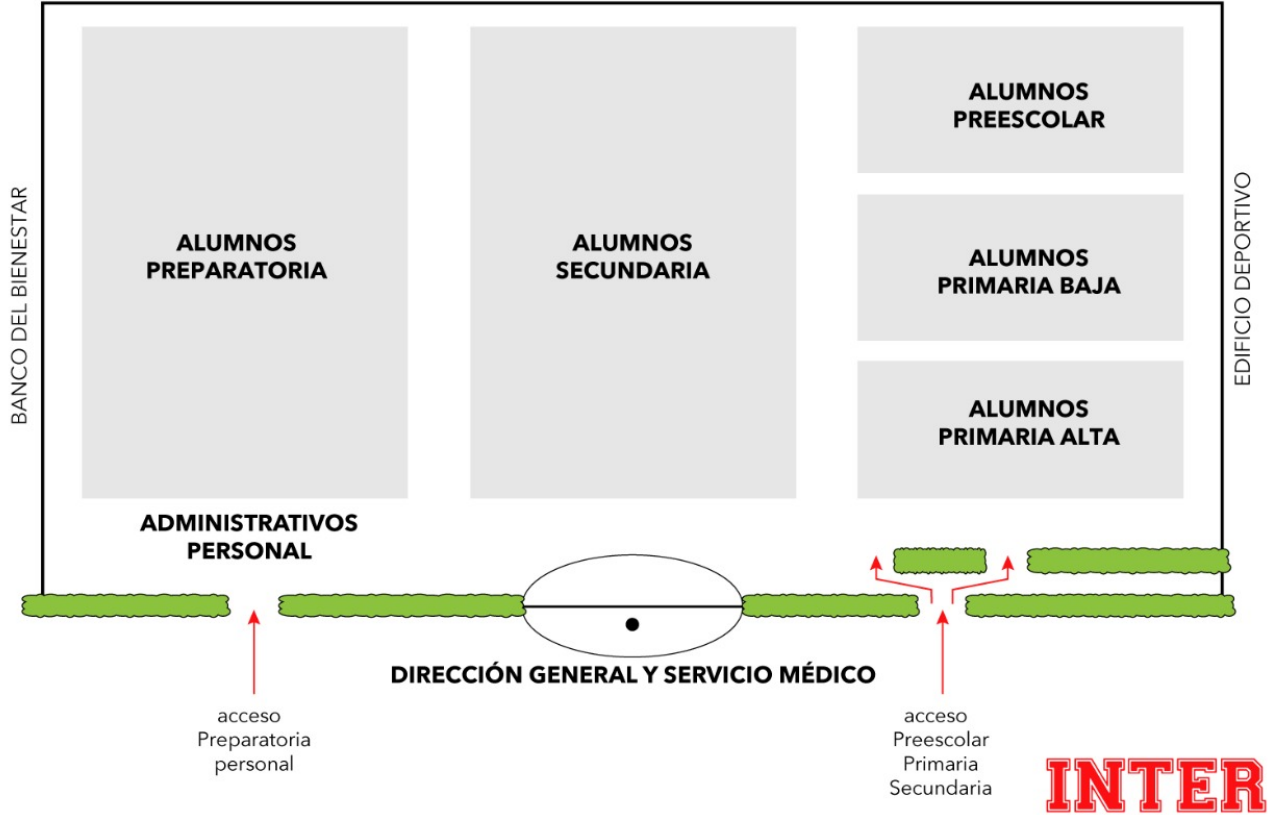 BANCO DEL BIENESTAR
ALUMNOS
PREPARATORIA
ALUMNOS
SECUNDARIA
ALUMNOS
PREESCOLAR
ALUMNOS
PRIMARIA BAJA
ALUMNOS
PRIMARIA ALTA
EDIFICIO DEPORTIVO
ADMINISTRATIVOS
PERSONAL
DIRECCIÓN GENERAL Y SERVICIO MÉDICO
acceso
Preparatoria
personal
acceso
Preescolar
Primaria
Secundaria
INTER